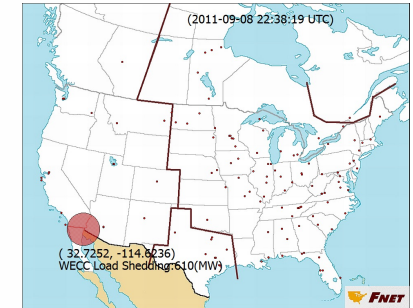 (2011-09-08 22:38:19 UTC)
( 32.7252, -114.6236)
WECC Load Shedding:610(MW)
FNET